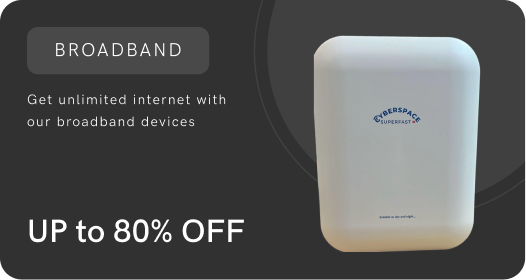 BROADBAND
Get unlimited internet with
our broadband devices
UP to 80% OFF
CYBERSPACE
SUPERFAST